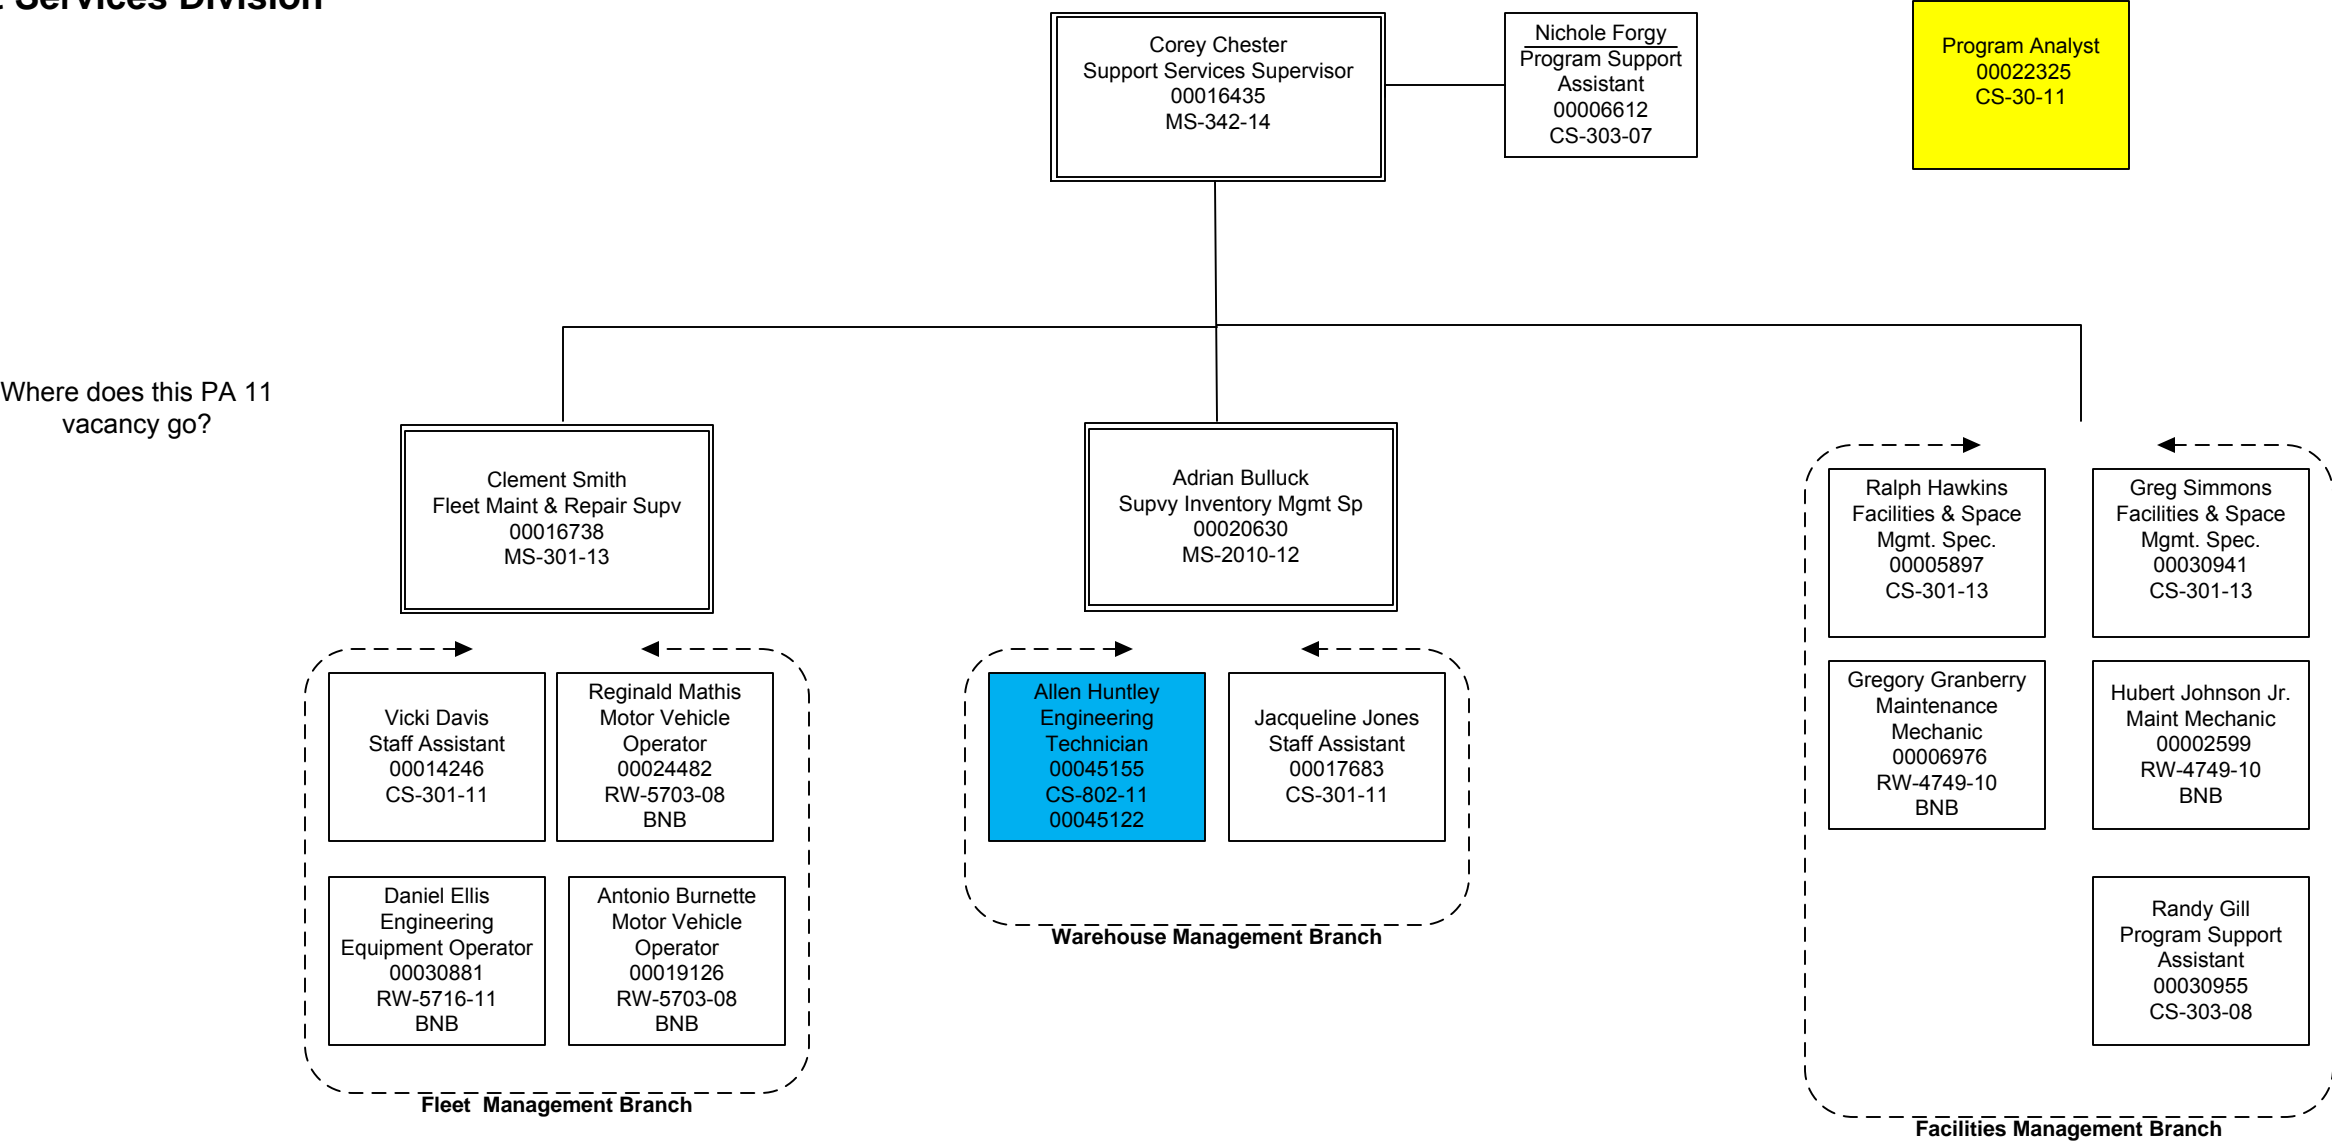 Services Division
Corey Chester
Support Services Supervisor
00016435
MS-342-14
Nichole Forgy
Program Support
Assistant
00006612
CS-303-07
Program Analyst
00022325
CS-30-11
Where does this PA 11
vacancy go?
Clement Smith
Fleet Maint & Repair Supv
00016738
MS-301-13
Adrian Bulluck
Supvy Inventory Mgmt Sp
00020630
MS-2010-12
Ralph Hawkins
Facilities & Space
Mgmt. Spec.
00005897
CS-301-13
Greg Simmons
Facilities & Space
Mgmt. Spec.
00030941
CS-301-13
Vicki Davis
Staff Assistant
00014246
CS-301-11
Reginald Mathis
Motor Vehicle
Operator
00024482
RW-5703-08
BNB
Allen Huntley
Engineering
Technician
00045155
CS-802-11
00045122
Jacqueline Jones
Staff Assistant
00017683
CS-301-11
Gregory Granberry
Maintenance
Mechanic
00006976
RW-4749-10
BNB
Hubert Johnson Jr.
Maint Mechanic
00002599
RW-4749-10
BNB
Daniel Ellis
Engineering
Equipment Operator
00030881
RW-5716-11
BNB
Antonio Burnette
Motor Vehicle
Operator
00019126
RW-5703-08
BNB
Randy Gill
Program Support
Assistant
00030955
CS-303-08
Warehouse Management Branch
Fleet  Management Branch
Facilities Management Branch